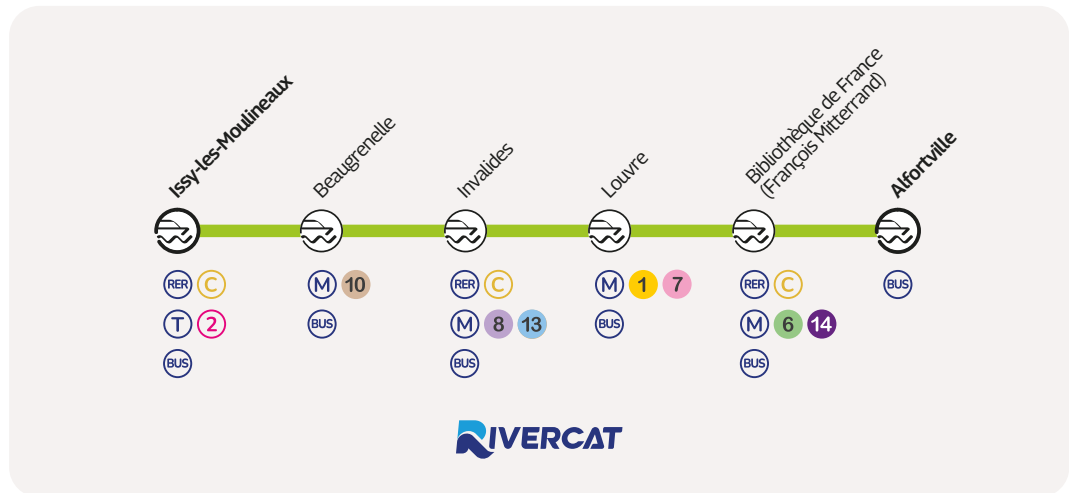 Issy-les-Moulineaux
Beaugrenelle
Invalides
Louvre
Bibliothèque de France
(François Mitterrand)
Alfortville
RER C
T 2
BUS
M 10
BUS
RER C
M 8 13
BUS
M 1 7
BUS
RER C
M 6 14
BUS
BUS
RIVERCAT